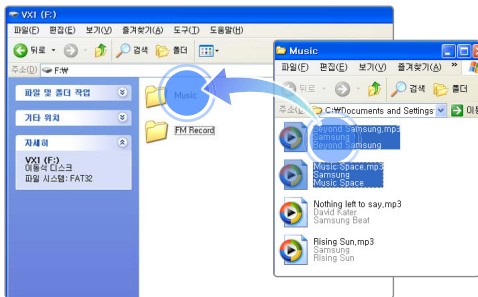 VX1 (F:)
파일(F) 편집(E) 보기(V) 즐겨찾기(A) 도구(T) 도움말(H)
뒤로 검색 폴더
주소(D) F:₩
파일 및 폴더 작업
기타 위치
자세히
VX1 (F:)
이동식 디스크
파일 시스템: FAT32
Music
FM Record
Music
파일(F) 편집(E) 보기(V) 즐겨찾기(A) »
뒤로 검색 폴더
주소(D) C:₩Documents and Settings
Beyond Samsung,mp3
Samsung
Beyond Samsung
Music Space,mp3
Samsung
Music Space
Nothing left to say,mp3
David Kater
Samsung Beat
Rising Sun,mp3
Samsung
Rising Sun